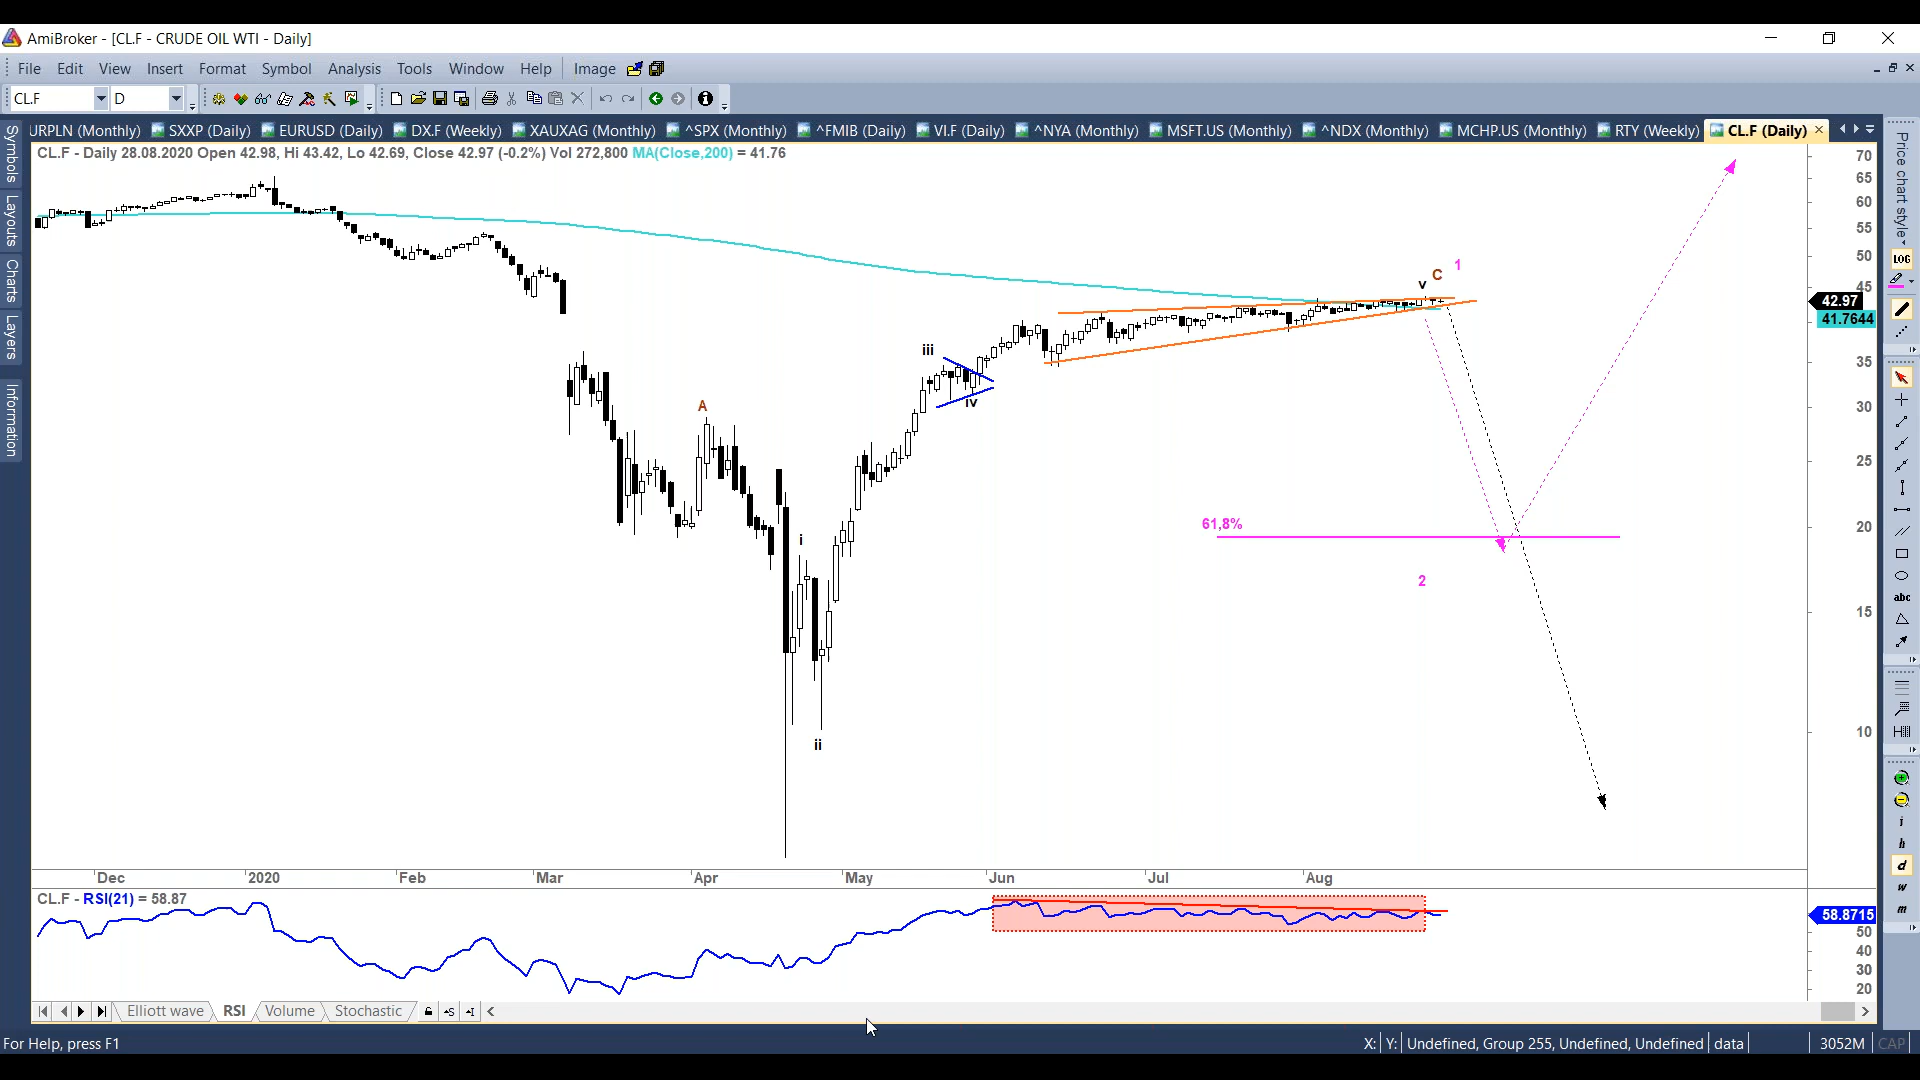 AmiBroker - [CL.F - CRUDE OIL WTI - Daily]
File Edit View Insert Format Symbol Analysis Tools Window Help Image
CL.F D
URPLN (Monthly) SXXP (Daily) EURUSD (Daily) DX.F (Weekly) XAUXAG (Monthly) ^SPX (Monthly) ^FMIB (Daily) VI.F (Daily) ^NYA (Monthly) MSFT.US (Monthly) ^NDX (Monthly) MCHP.US (Monthly) RTY (Weekly) CL.F (Daily)
CL.F - Daily 28.08.2020 Open 42.98, Hi 43.42, Lo 42.69, Close 42.97 (-0.2%) Vol 272,800 MA(Close,200) = 41.76
Symbols
Layouts
Charts
Layers
Information
70
65
60
55
50
45
42.97
41.7644
35
30
25
20
15
10
1
C
v
iii
iv
A
i
ii
61,8%
2
Dec 2020 Feb Mar Apr May Jun Jul Aug
CL.F - RSI(21) = 58.87
58.8715
50
40
30
20
Elliott wave RSI Volume Stochastic
Price chart style
LOG
abc
i
h
d
w
m
For Help, press F1
X: Y: Undefined, Group 255, Undefined, Undefined data 3052M CAP